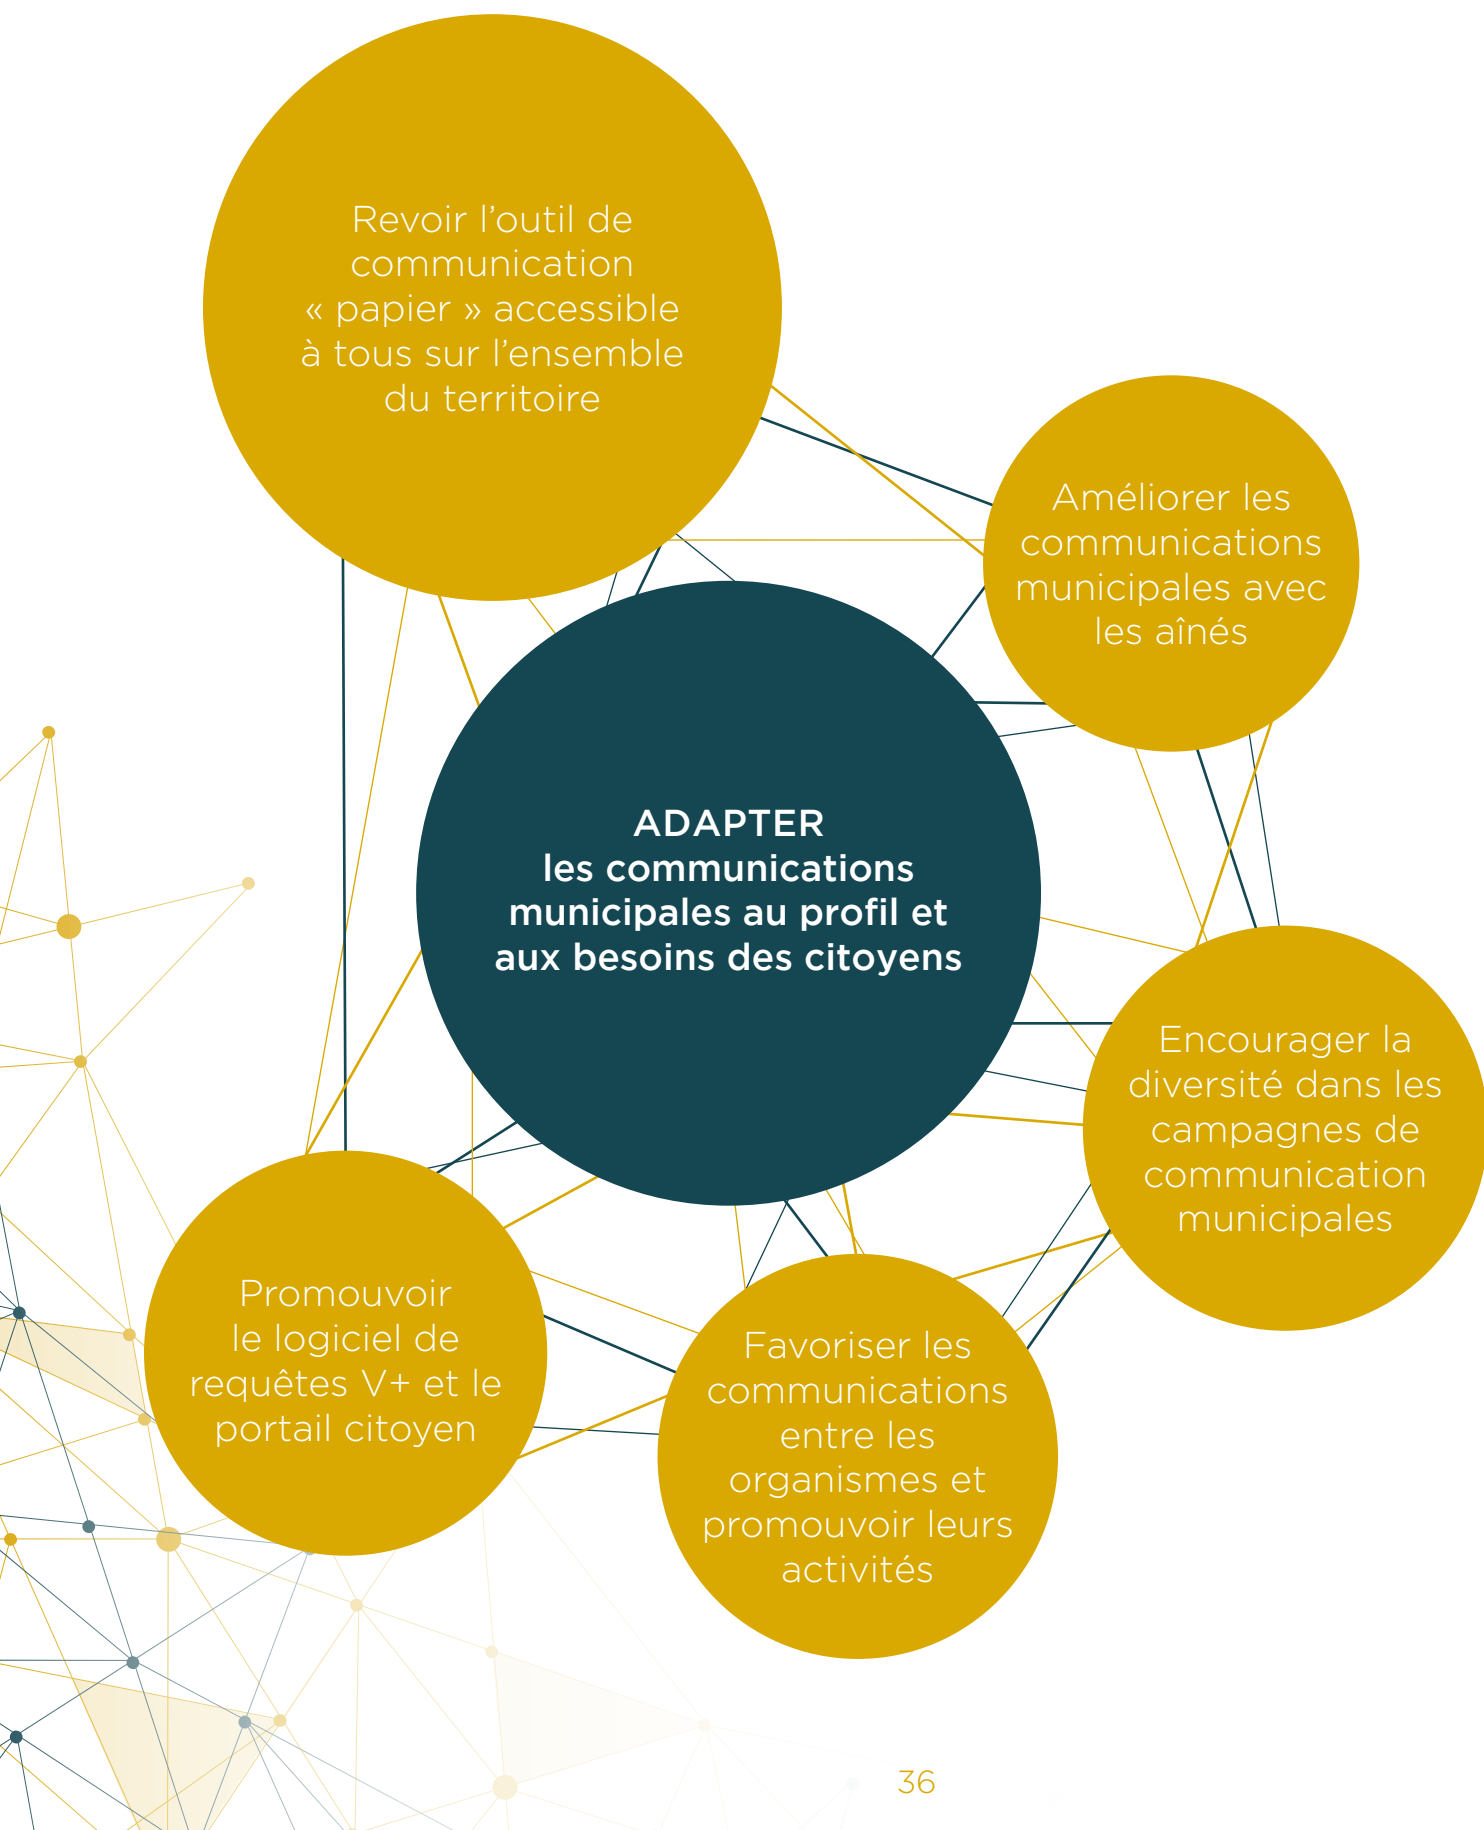 Revoir l’outil de
communication
« papier » accessible
à tous sur l’ensemble
du territoire
Améliorer les
communications
municipales avec
les aînés
ADAPTER
les communications
municipales au profil et
aux besoins des citoyens
Encourager la
diversité dans les
campagnes de
communication
municipales
Promouvoir
le logiciel de
requêtes V+ et le
portail citoyen
Favoriser les
communications
entre les
organismes et
promouvoir leurs
activités
36